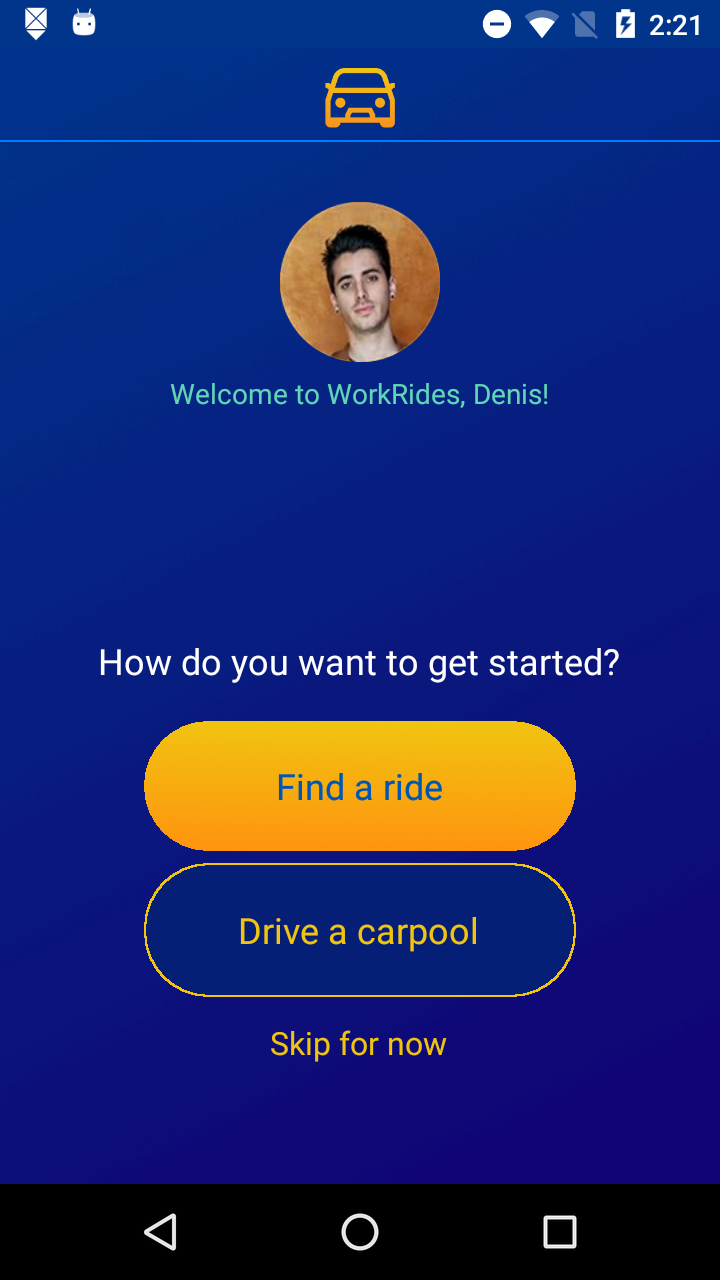 2:21
Welcome to WorkRides, Denis!
How do you want to get started?
Find a ride
Drive a carpool
Skip for now